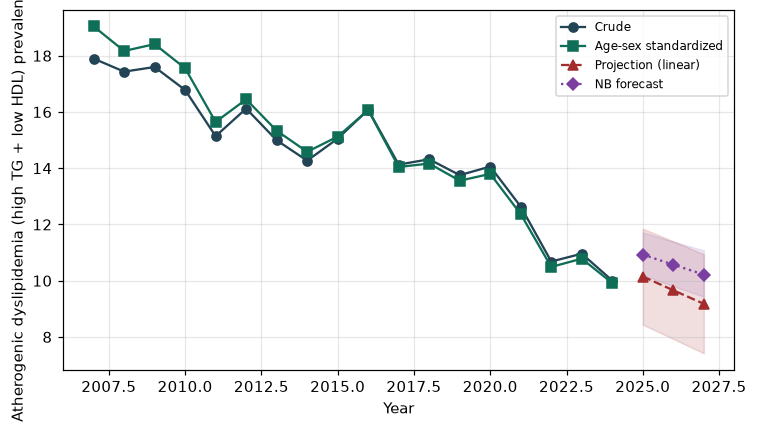 Atherogenic dyslipidemia (high TG + low HDL) prevalen
18
16
14
12
10
8
2007.5 2010.0 2012.5 2015.0 2017.5 2020.0 2022.5 2025.0 2027.5
Year
Crude
Age-sex standardized
Projection (linear)
NB forecast